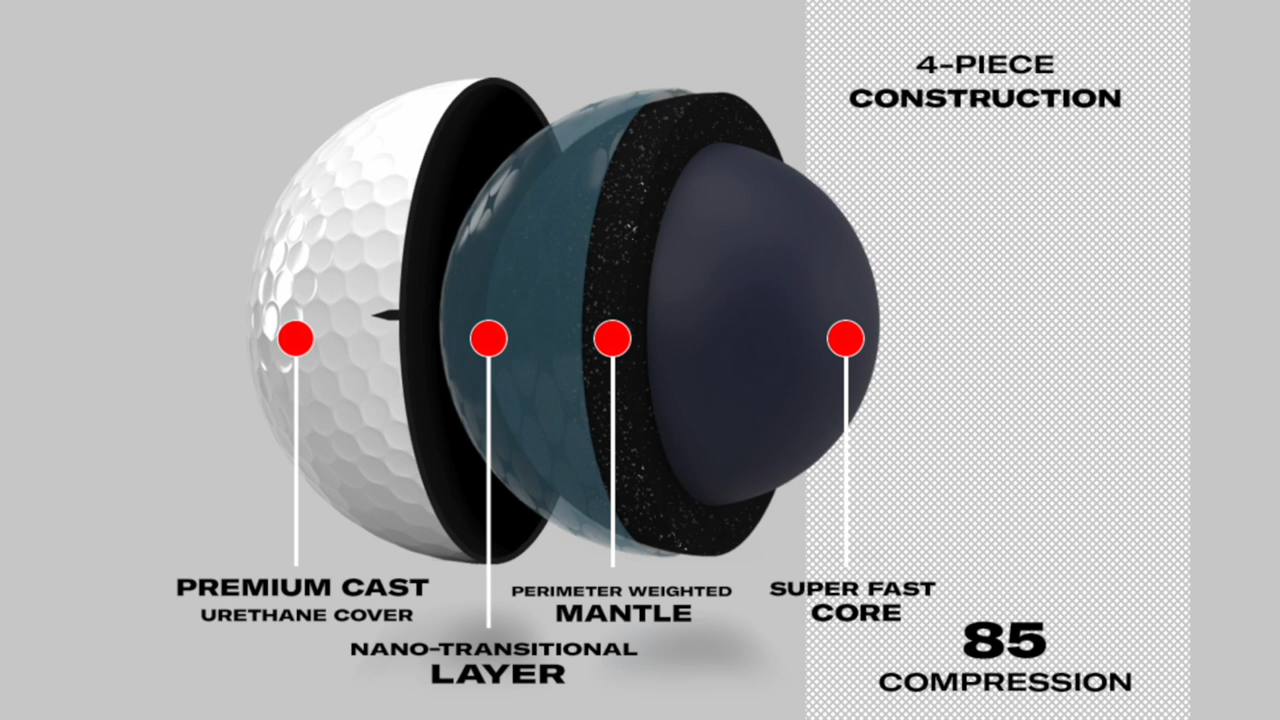 4-PIECE
CONSTRUCTION
PREMIUM CAST
URETHANE COVER
NANO-TRANSITIONAL
LAYER
PERIMETER WEIGHTED
MANTLE
SUPER FAST
CORE
85
COMPRESSION